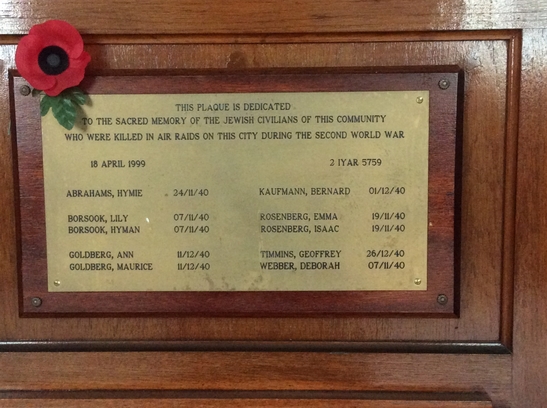 THIS PLAQUE IS DEDICATED
TO THE SACRED MEMORY OF THE JEWISH CIVILIANS OF THIS COMMUNITY
WHO WERE KILLED IN AIR RAIDS ON THIS CITY DURING THE SECOND WORLD WAR
18 APRIL 1999 2 IYAR 5759
ABRAHAMS, HYMIE 24/11/40 KAUFMANN, BERNARD 01/12/40
BORSOOK, LILY 07/11/40 ROSENBERG, EMMA 19/11/40
BORSOOK, HYMAN 07/11/40 ROSENBERG, ISAAC 19/11/40
GOLDBERG, ANN 11/12/40 TIMMINS, GEOFFREY 26/12/40
GOLDBERG, MAURICE 11/12/40 WEBBER, DEBORAH 07/11/40